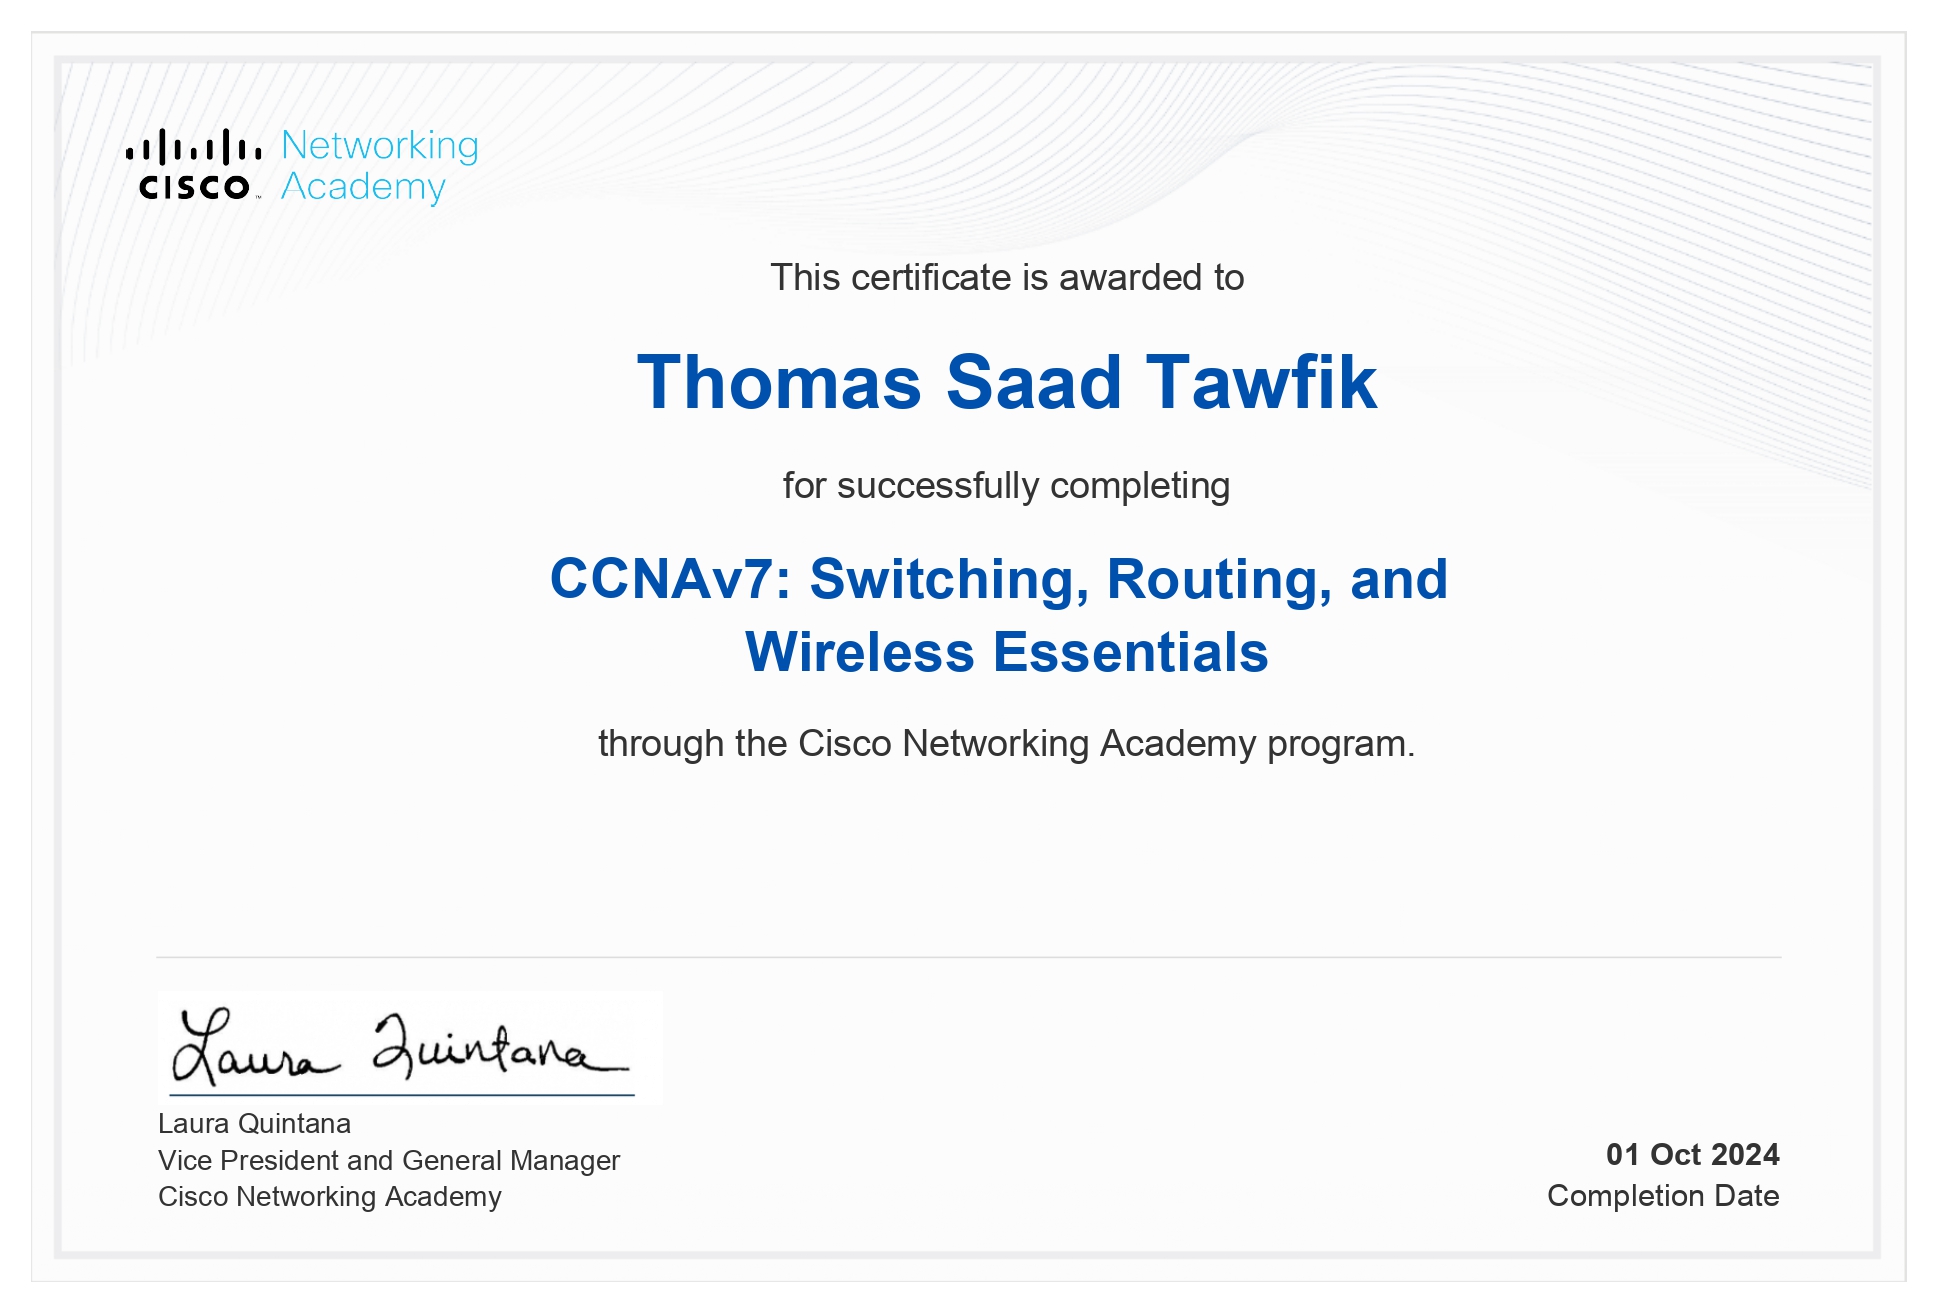 Networking
CISCO™ Academy
This certificate is awarded to
Thomas Saad Tawfik
for successfully completing
CCNAv7: Switching, Routing, and
Wireless Essentials
through the Cisco Networking Academy program.
Laura Quintana
Laura Quintana
Vice President and General Manager
Cisco Networking Academy
01 Oct 2024
Completion Date